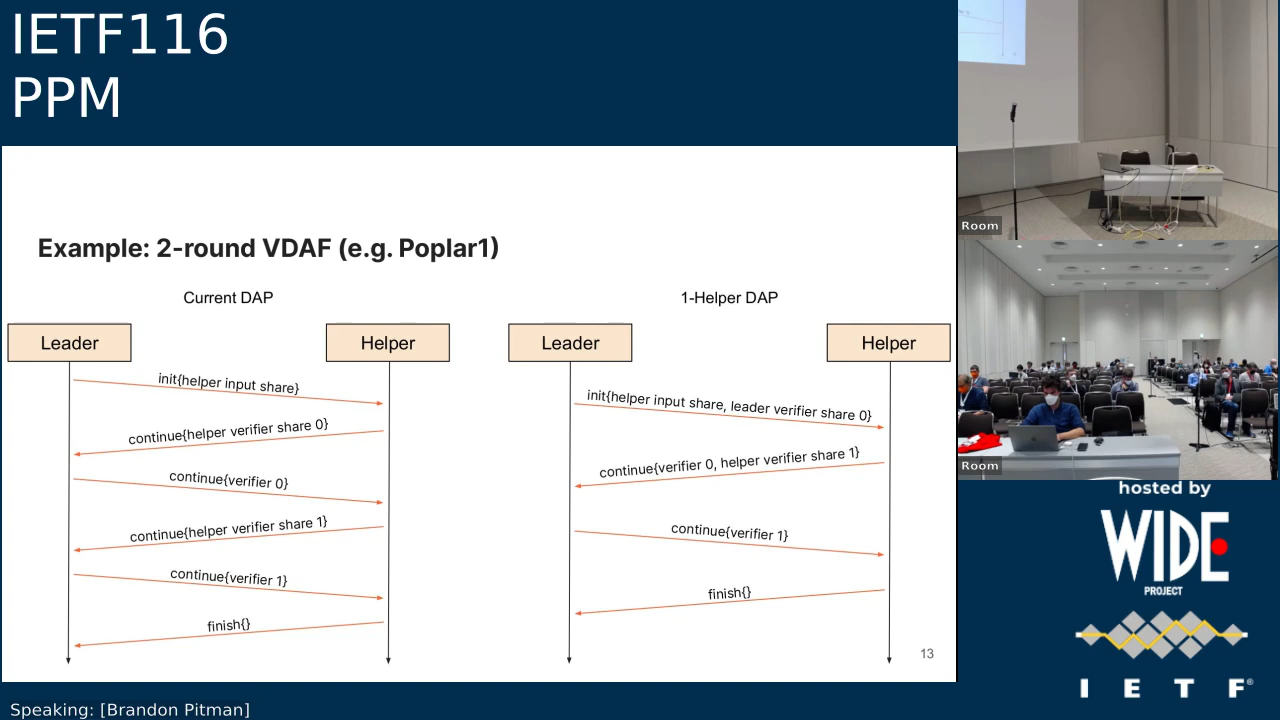 IETF116
PPM
Example: 2-round VDAF (e.g. Poplar1)
Current DAP
Leader
Helper
init{helper input share}
continue{helper verifier share 0}
continue{verifier 0}
continue{helper verifier share 1}
continue{verifier 1}
finish{}
1-Helper DAP
Leader
Helper
init{helper input share, leader verifier share 0}
continue{verifier 0, helper verifier share 1}
continue{verifier 1}
finish{}
13
Room
Room
hosted by
WIDE
PROJECT
I E T F®
Speaking: [Brandon Pitman]